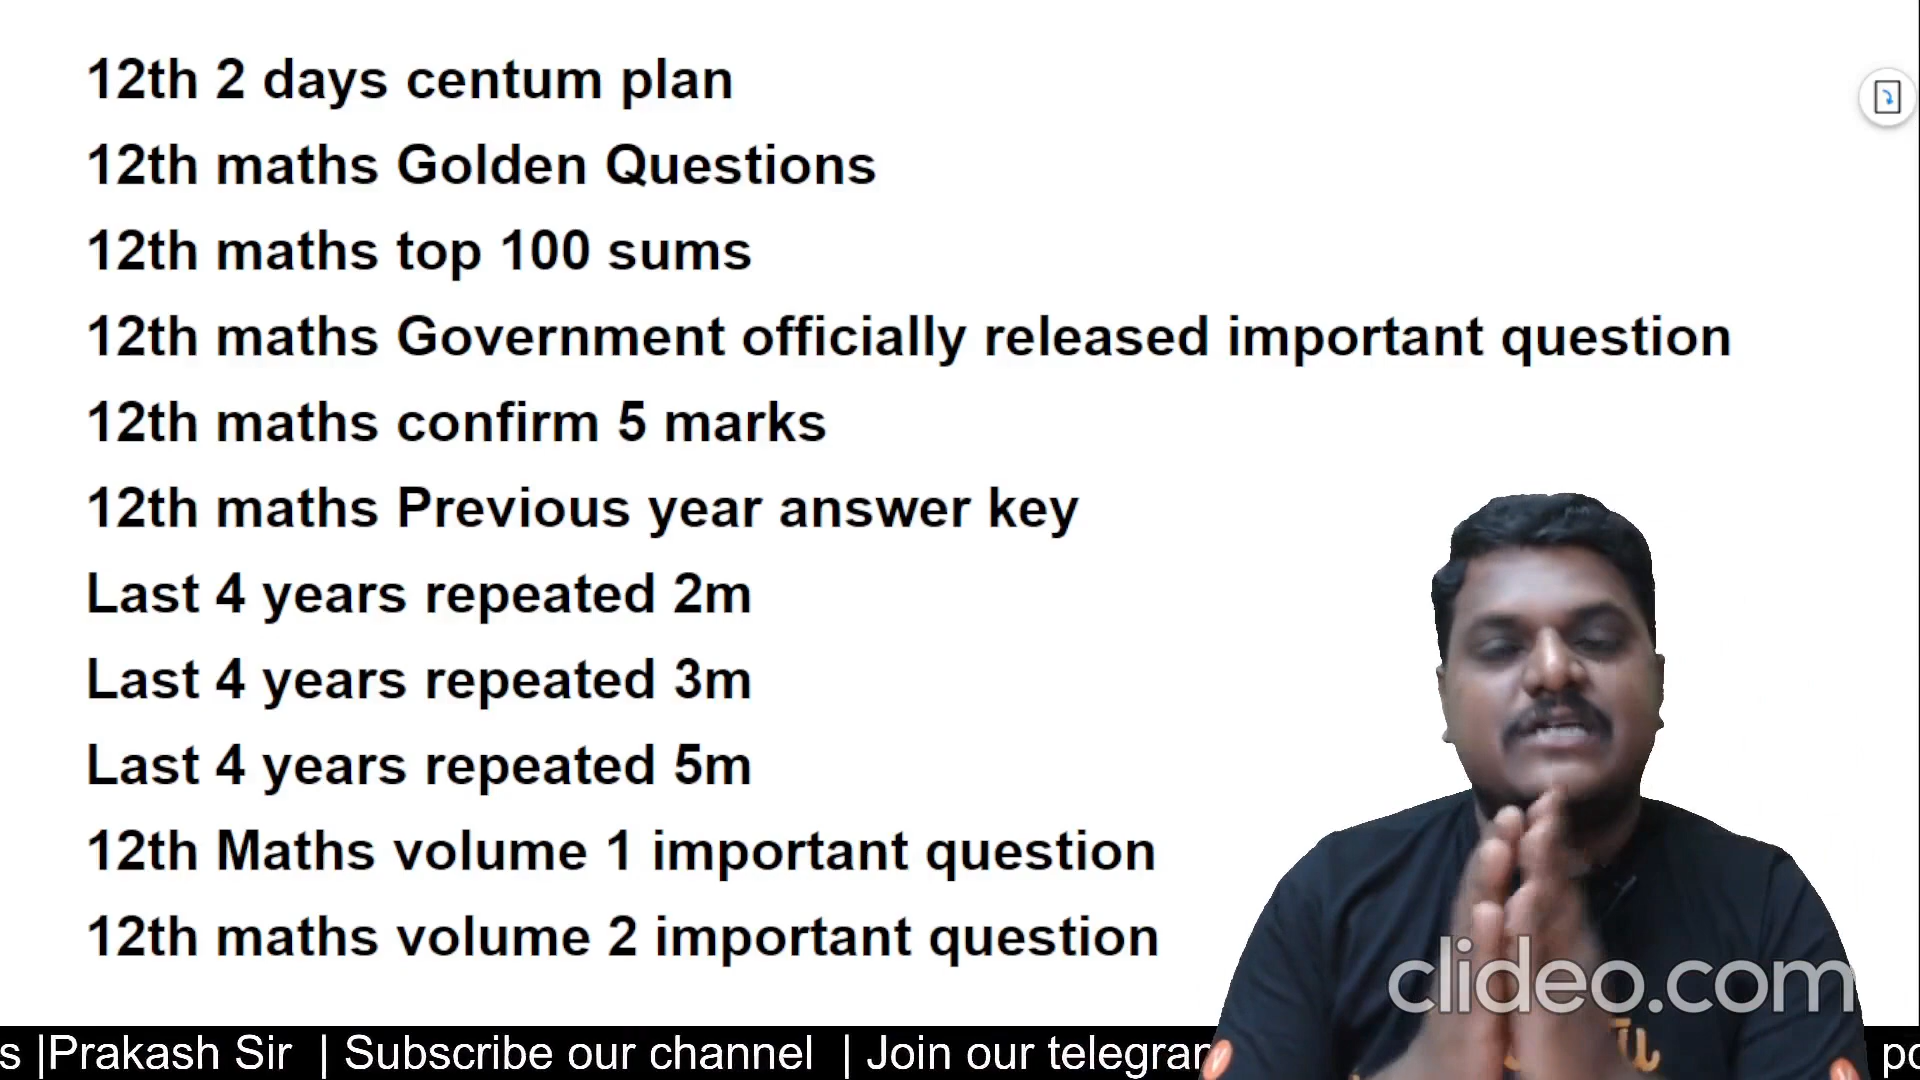 12th 2 days centum plan
12th maths Golden Questions
12th maths top 100 sums
12th maths Government officially released important question
12th maths confirm 5 marks
12th maths Previous year answer key
Last 4 years repeated 2m
Last 4 years repeated 3m
Last 4 years repeated 5m
12th Maths volume 1 important question
12th maths volume 2 important question
clideo.com
s |Prakash Sir | Subscribe our channel | Join our telegram